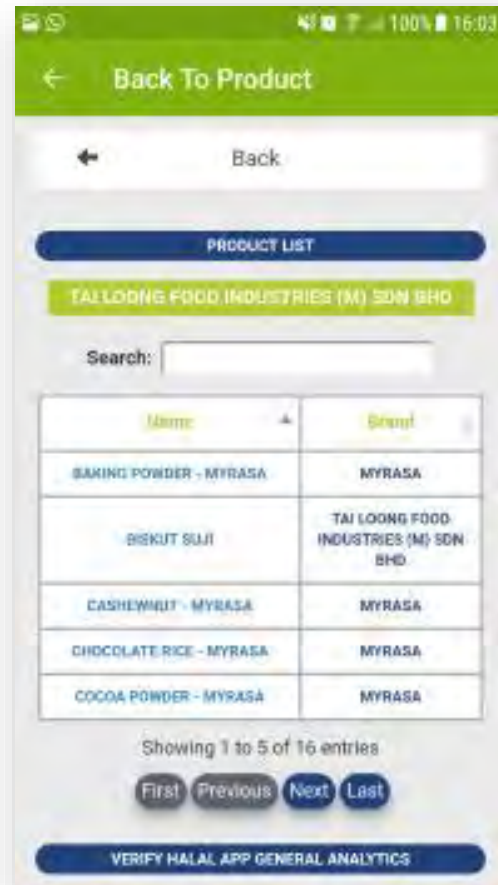 100% 16:03
Back To Product
Back
PRODUCT LIST
TAI LOONG FOOD INDUSTRIES (M) SDN BHD
Search:
Name Brand
BAKING POWDER - MYRASA MYRASA
BISKUT SUJI TAI LOONG FOOD
INDUSTRIES (M) SDN
BHD
CASHEWNUT - MYRASA MYRASA
CHOCOLATE RICE - MYRASA MYRASA
COCOA POWDER - MYRASA MYRASA
Showing 1 to 5 of 16 entries
First Previous Next Last
VERIFY HALAL APP GENERAL ANALYTICS